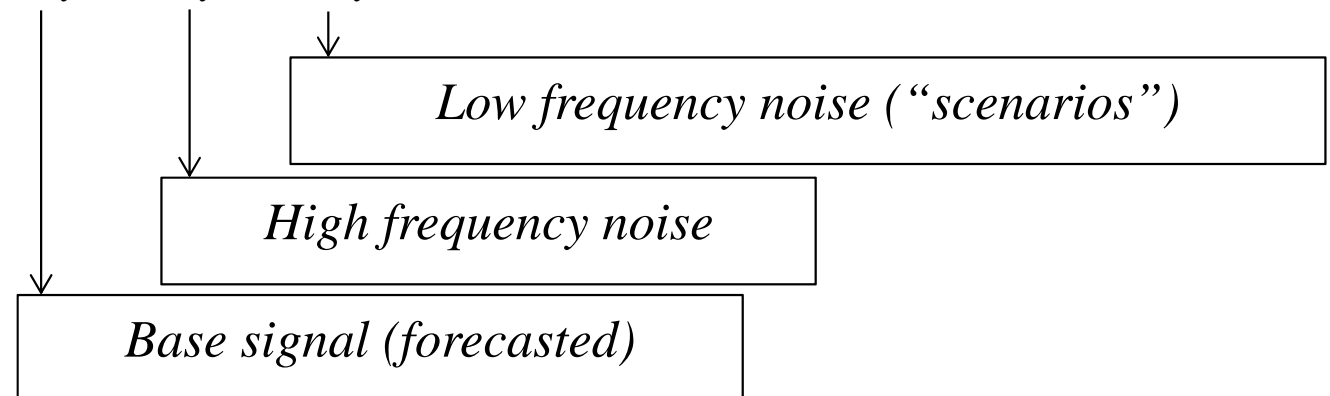 Low frequency noise (“scenarios”)
High frequency noise
Base signal (forecasted)